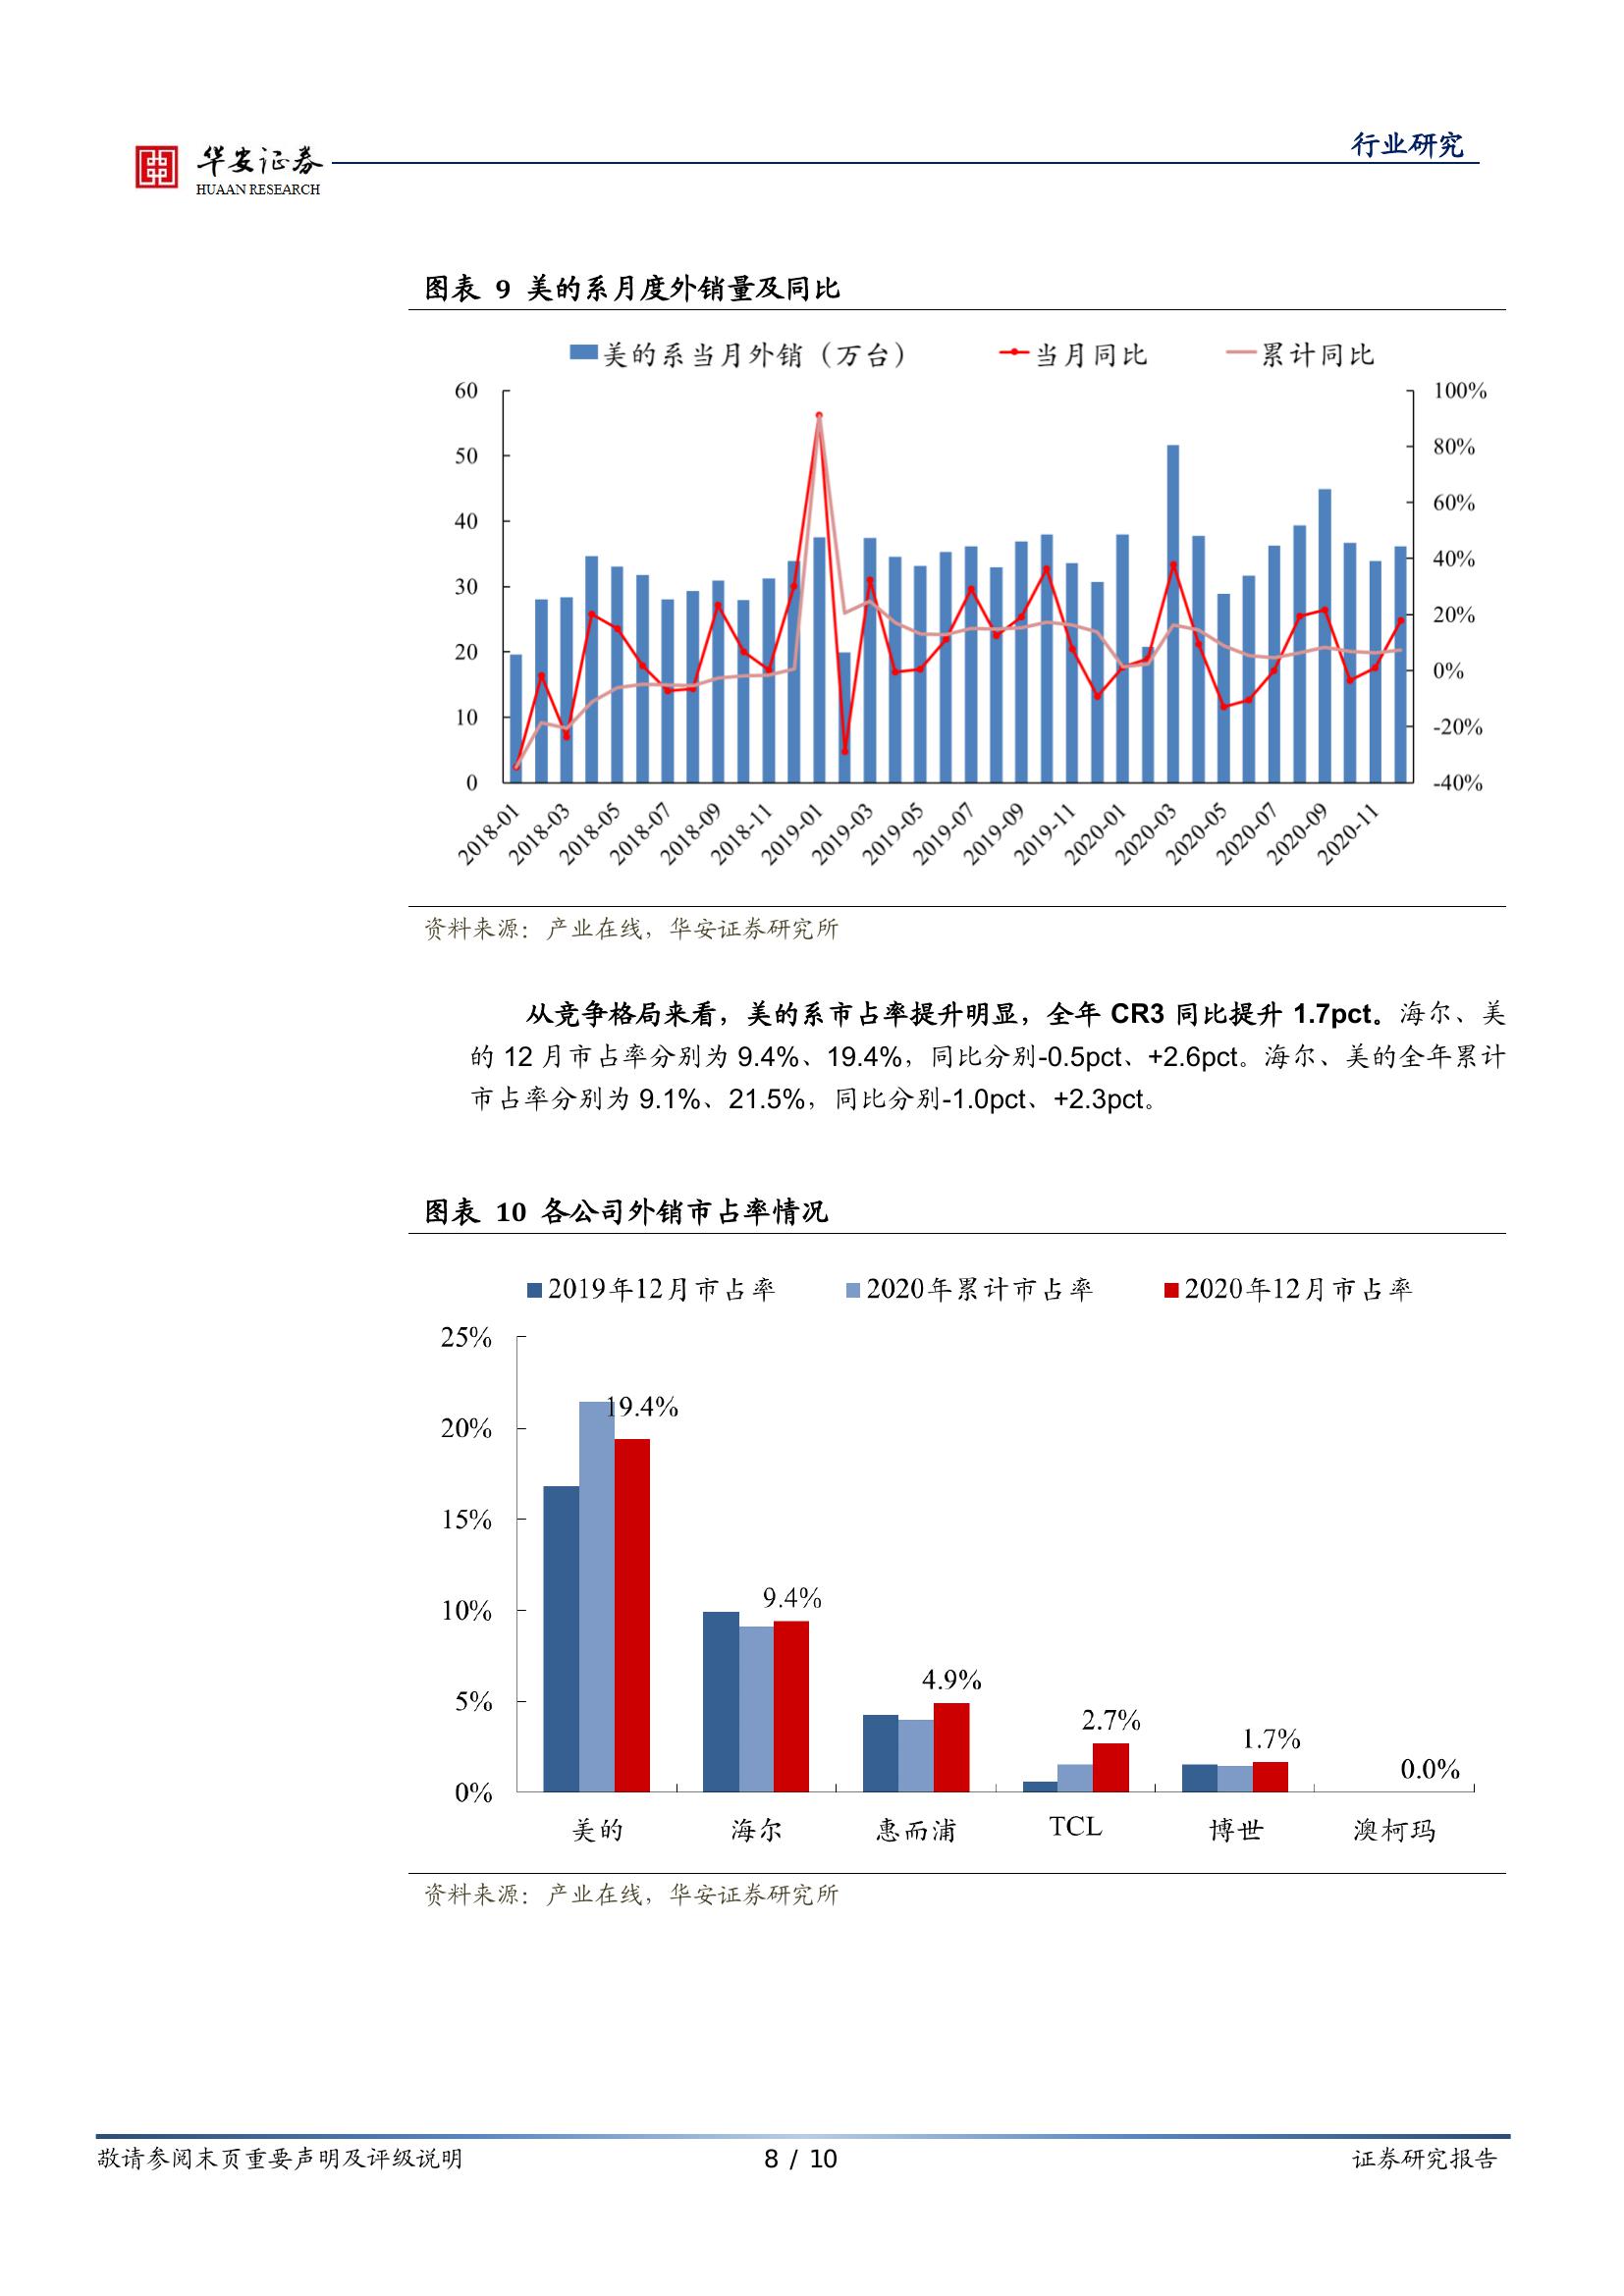 行业研究
华安证券
HUAAN RESEARCH
图表 9 美的系月度外销量及同比
美的系当月外销（万台） 当月同比 累计同比
60 100%
50 80%
40 60%
30 40%
20 20%
10 0%
0 -20%
-40%
2018-01 2018-03 2018-05 2018-07 2018-09 2018-11 2019-01 2019-03 2019-05 2019-07 2019-09 2019-11 2020-01 2020-03 2020-05 2020-07 2020-09 2020-11
资料来源：产业在线，华安证券研究所
从竞争格局来看，美的系市占率提升明显，全年 CR3 同比提升 1.7pct。海尔、美
的 12 月市占率分别为 9.4%、19.4%，同比分别-0.5pct、+2.6pct。海尔、美的全年累计
市占率分别为 9.1%、21.5%，同比分别-1.0pct、+2.3pct。
图表 10 各公司外销市占率情况
2019年12月市占率 2020年累计市占率 2020年12月市占率
25%
20%
15%
10%
5%
0%
19.4%
9.4%
4.9%
2.7%
1.7%
0.0%
美的 海尔 惠而浦 TCL 博世 澳柯玛
资料来源：产业在线，华安证券研究所
敬请参阅末页重要声明及评级说明 8 / 10 证券研究报告